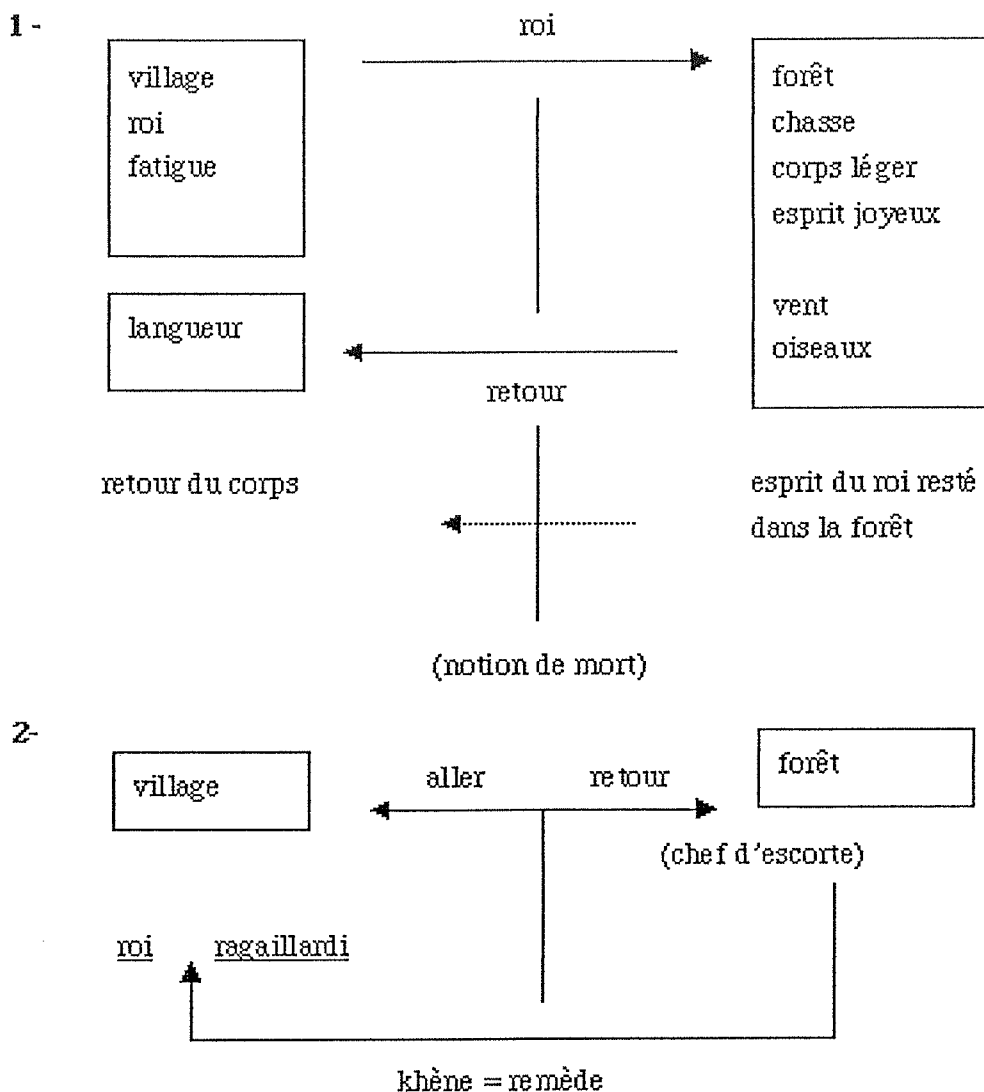 1 -
roi
village
roi
fatigue
forêt
chasse
corps léger
esprit joyeux
vent
oiseaux
langueur
retour
retour du corps
esprit du roi resté
dans la forêt
(notion de mort)
2-
village
aller
retour
forêt
(chef d'escorte)
roi ragaillardi
khène = remède